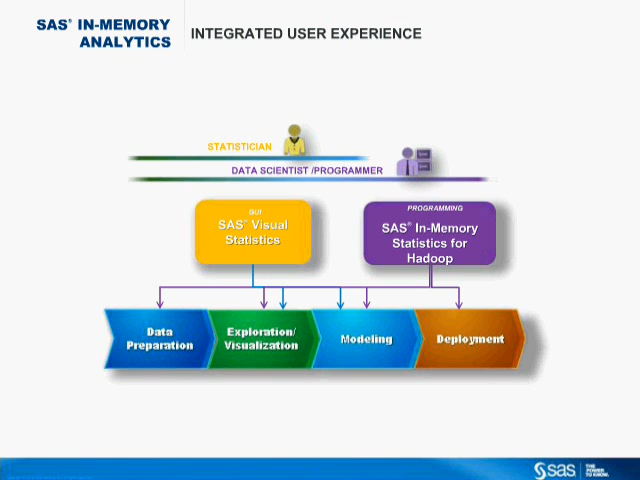 SAS® IN-MEMORY
ANALYTICS
INTEGRATED USER EXPERIENCE
STATISTICIAN
DATA SCIENTIST /PROGRAMMER
GUI
SAS® Visual
Statistics
PROGRAMMING
SAS® In-Memory
Statistics for
Hadoop
Data
Preparation
Exploration/
Visualization
Modeling
Deployment
sas
THE
POWER
TO KNOW.